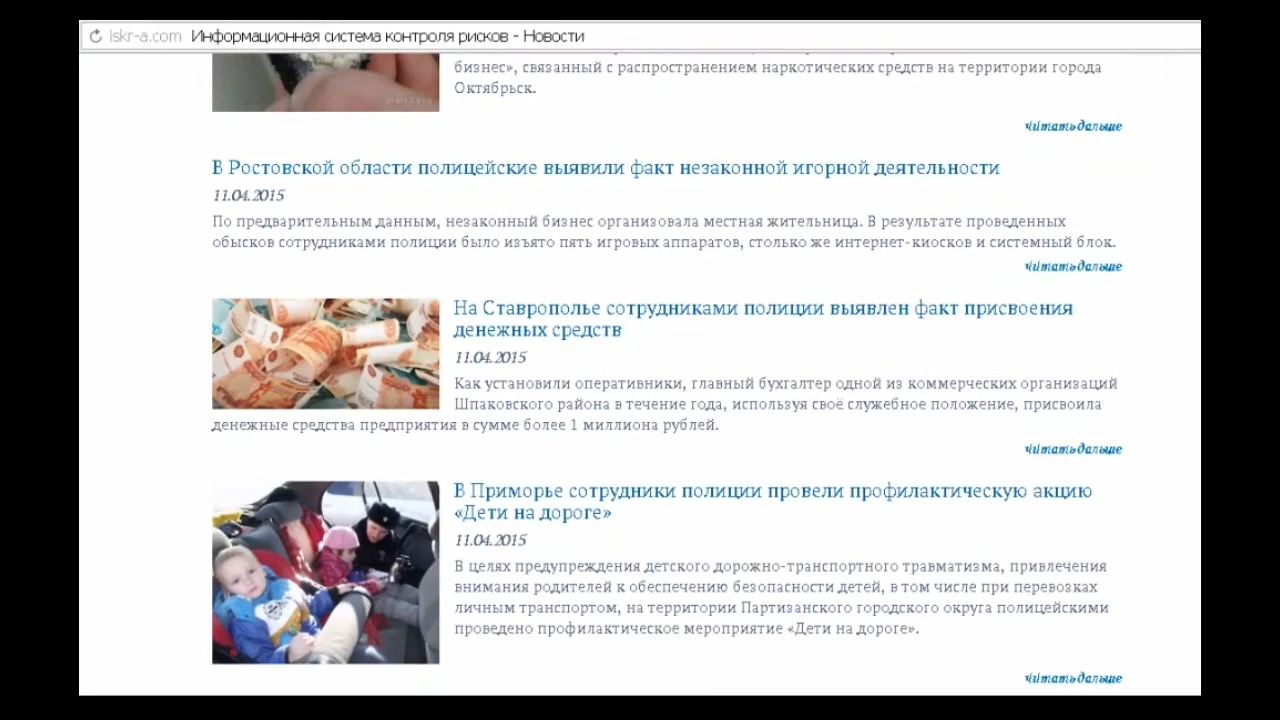 iskr-a.com Информационная система контроля рисков - Новости
бизнес», связанный с распространением наркотических средств на территории города
Октябрьск.
читать дальше
В Ростовской области полицейские выявили факт незаконной игорной деятельности
11.04.2015
По предварительным данным, незаконный бизнес организовала местная жительница. В результате проведенных
обысков сотрудниками полиции было изъято пять игровых аппаратов, столько же интернет-киосков и системный блок.
читать дальше
На Ставрополье сотрудниками полиции выявлен факт присвоения
денежных средств
11.04.2015
Как установили оперативники, главный бухгалтер одной из коммерческих организаций
Шпаковского района в течение года, используя своё служебное положение, присвоила
денежные средства предприятия в сумме более 1 миллиона рублей.
читать дальше
В Приморье сотрудники полиции провели профилактическую акцию
«Дети на дороге»
11.04.2015
В целях предупреждения детского дорожно-транспортного травматизма, привлечения
внимания родителей к обеспечению безопасности детей, в том числе при перевозках
личным транспортом, на территории Партизанского городского округа полицейскими
проведено профилактическое мероприятие «Дети на дороге».
читать дальше